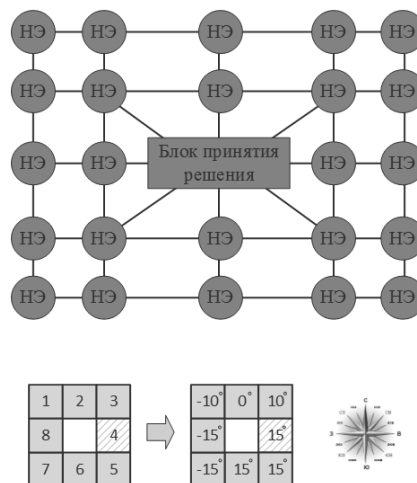 НЭ НЭ НЭ НЭ НЭ
НЭ НЭ НЭ НЭ НЭ
НЭ НЭ Блок принятия решения НЭ НЭ
НЭ НЭ НЭ НЭ НЭ
НЭ НЭ НЭ НЭ НЭ
1 2 3 -10° 0° 10°
С
8 4 -15° 15°
З В
7 6 5 -15° 15° 15°
Ю